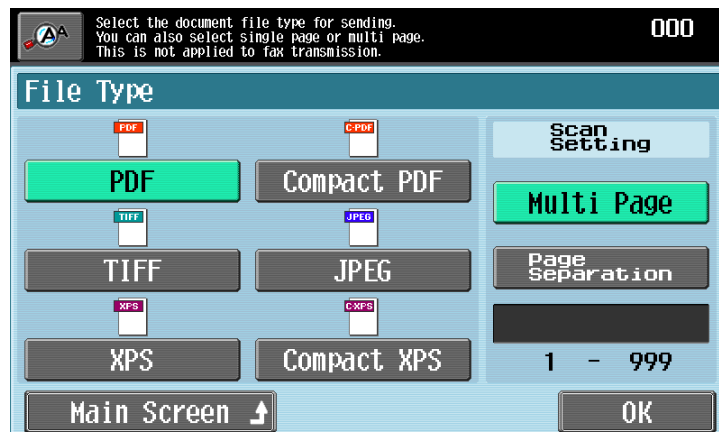 Select the document file type for sending.
You can also select single page or multi page.
This is not applied to fax transmission.
000
File Type
PDF
PDF
C-PDF
Compact PDF
TIFF
TIFF
JPEG
JPEG
XPS
XPS
C-XPS
Compact XPS
Scan
Setting
Multi Page
Page
Separation
1 - 999
Main Screen
OK
AA